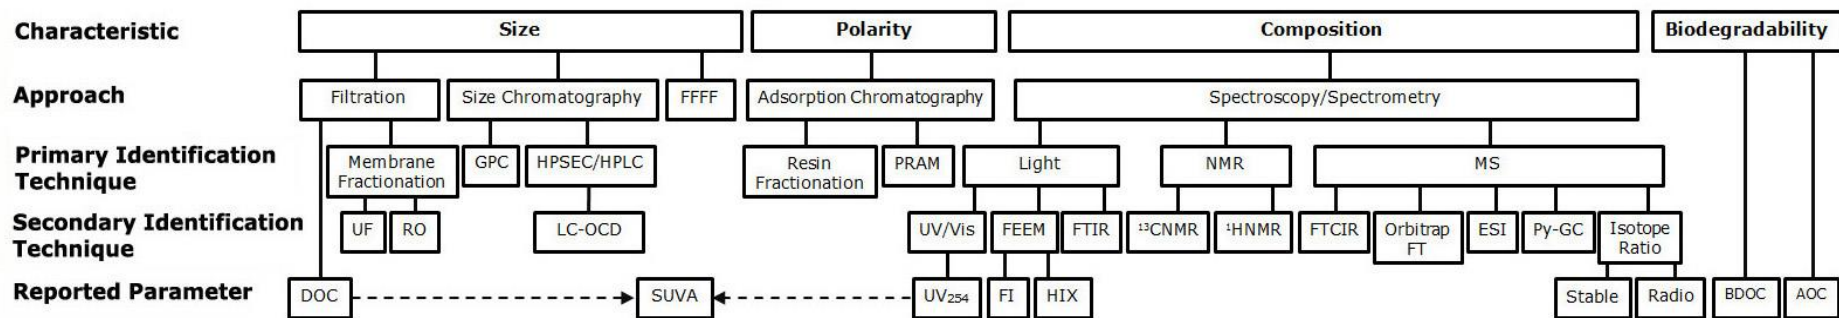 Characteristic
Size
Polarity
Composition
Biodegradability
Approach
Filtration
Size Chromatography
FFFF
Adsorption Chromatography
Spectroscopy/Spectrometry
Primary Identification
Technique
Membrane
Fractionation
GPC
HPSEC/HPLC
Resin
Fractionation
PRAM
Light
NMR
MS
Secondary Identification
Technique
UF
RO
LC-OCD
UV/Vis
FEEM
FTIR
¹³CNMR
¹HNMR
FTCIR
Orbitrap
FT
ESI
Py-GC
Isotope
Ratio
Reported Parameter
DOC
SUVA
UV₂₅₄
FI
HIX
Stable
Radio
BDOC
AOC